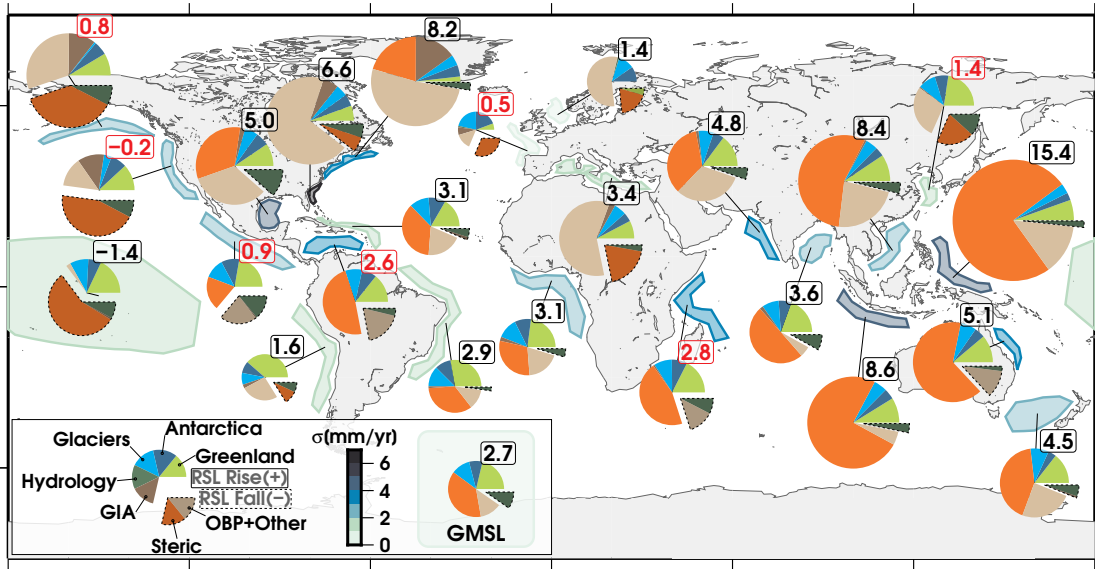 0.8
8.2
1.4
6.6
1.4
0.5
5.0
4.8
8.4
−0.2
15.4
3.1
3.4
−1.4
0.9
2.6
3.6
3.1
5.1
1.6
2.9
2.8
8.6
4.5
Glaciers
Antarctica
Greenland
Hydrology
RSL Rise(+)
RSL Fall(−)
GIA
OBP+Other
Steric
σ(mm/yr)
6
4
2
0
2.7
GMSL